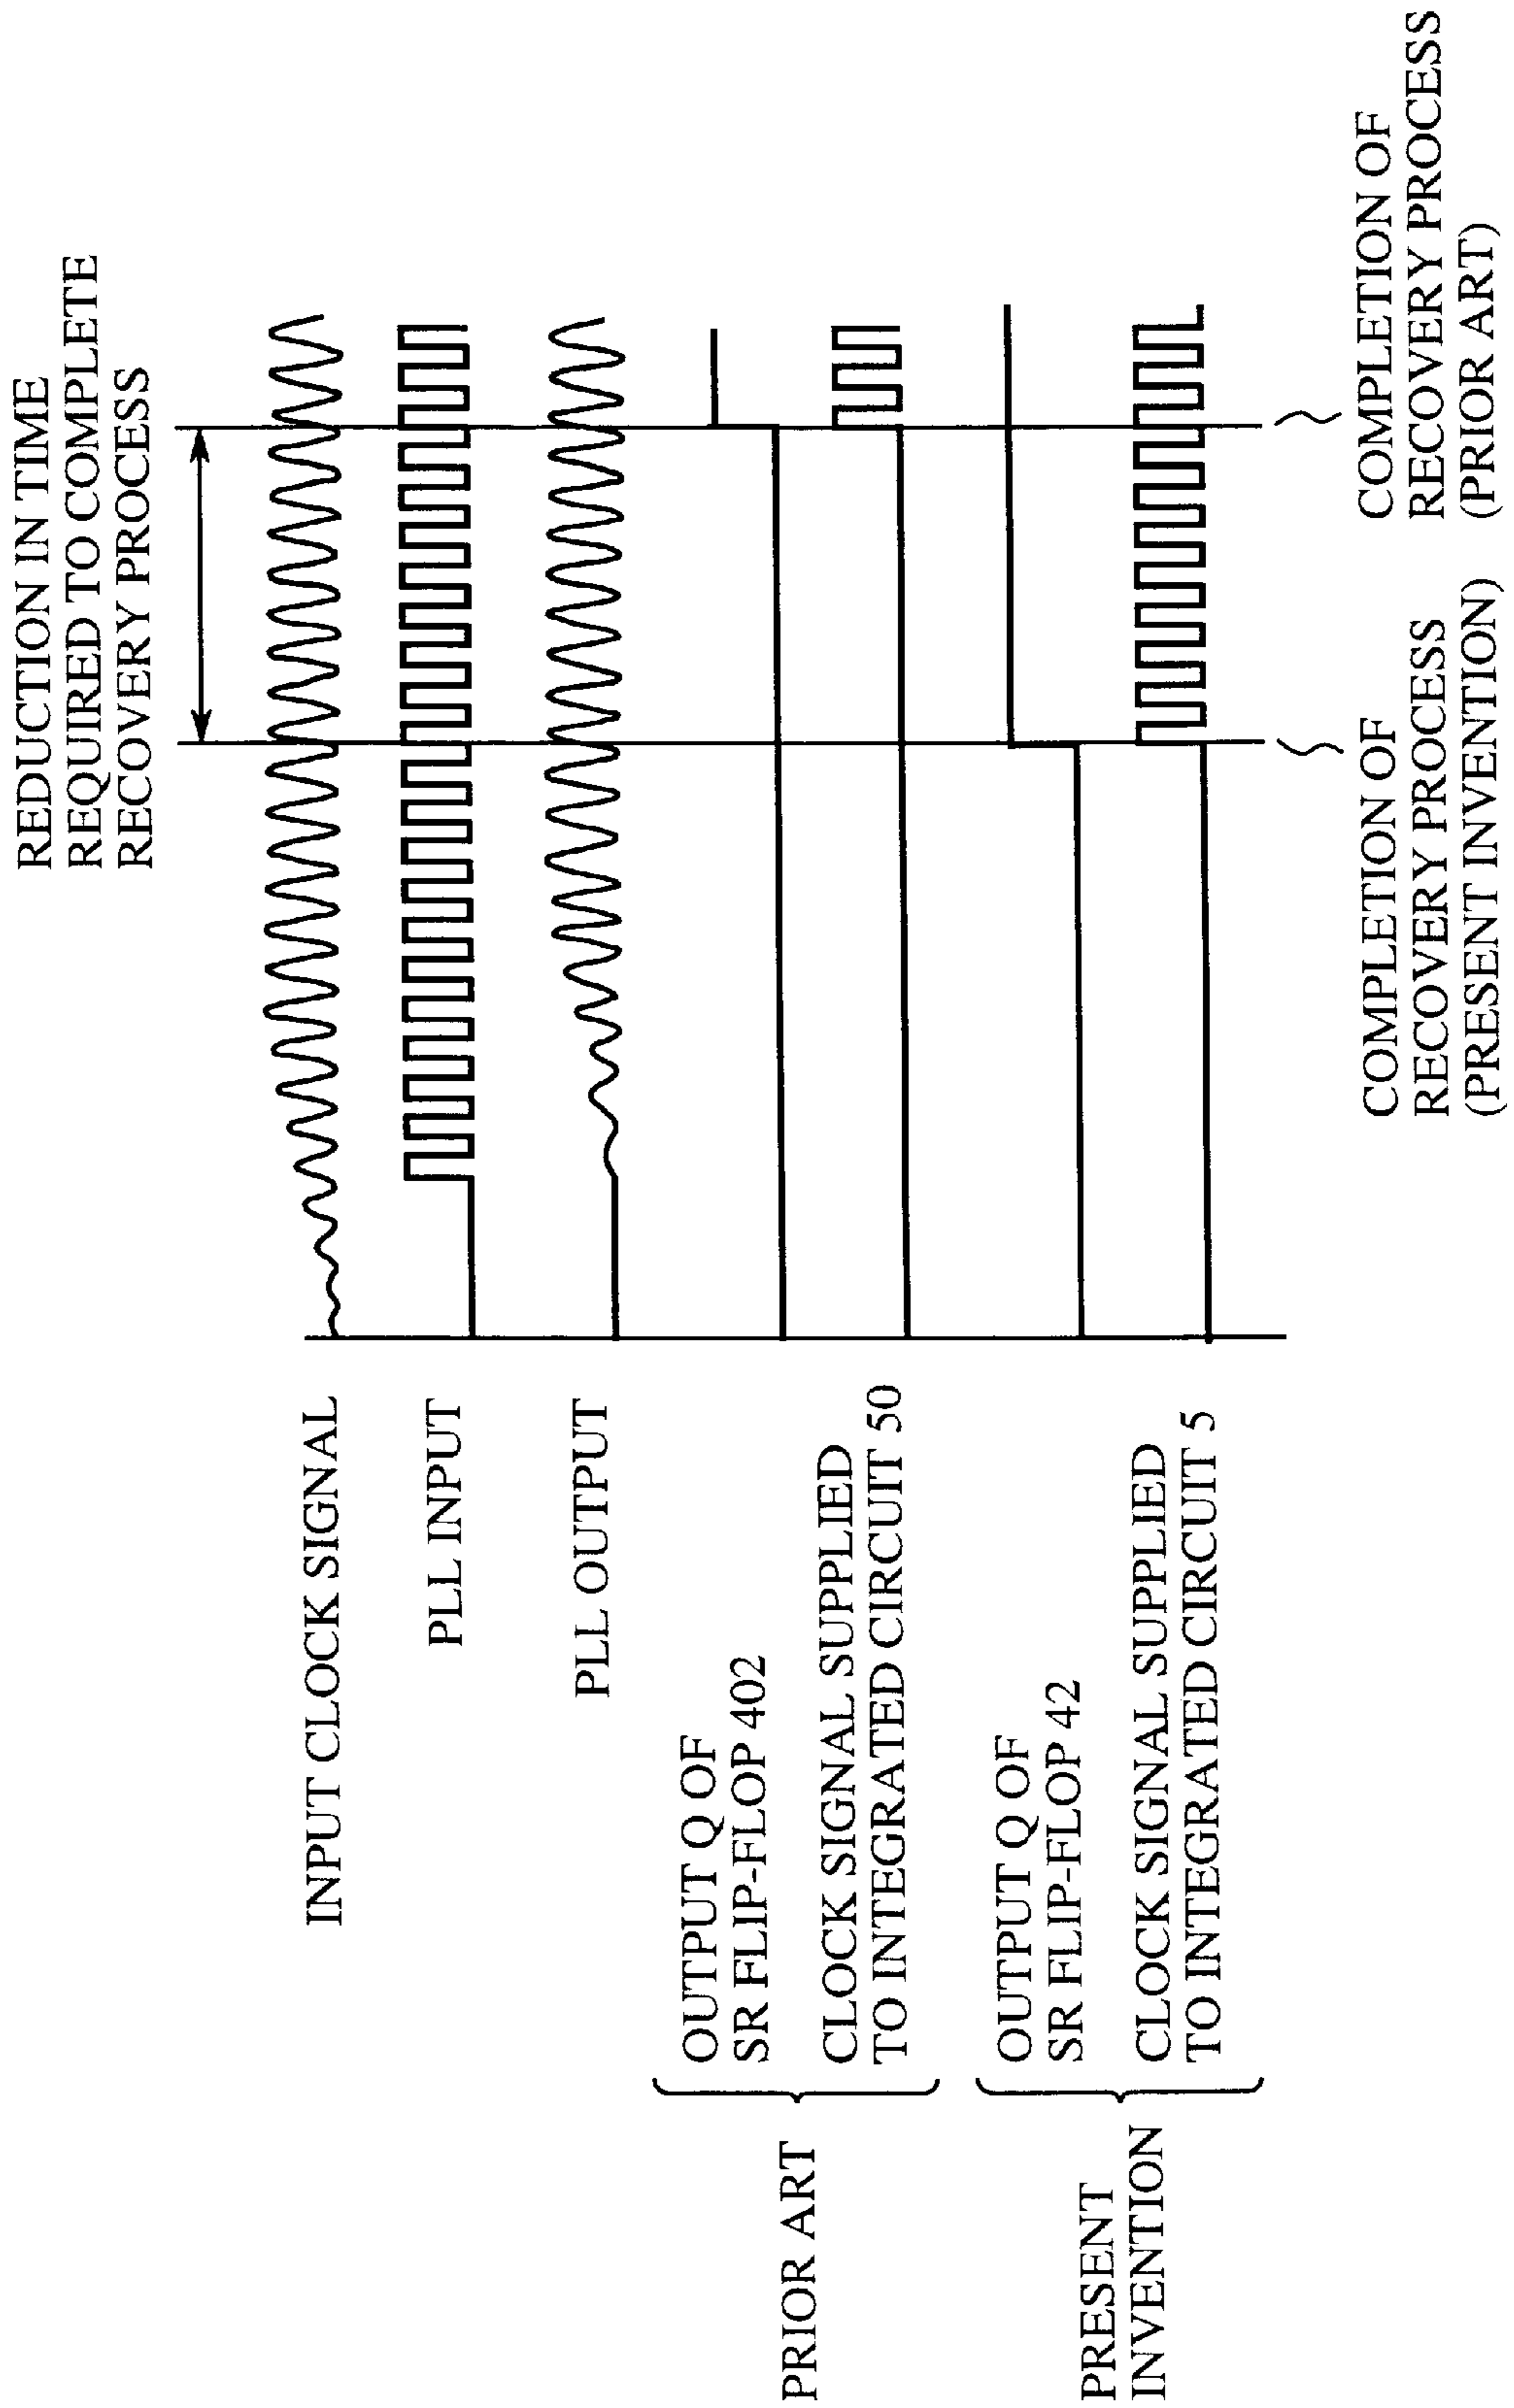 REDUCTION IN TIME
REQUIRED TO COMPLETE
RECOVERY PROCESS
INPUT CLOCK SIGNAL
PLL INPUT
PLL OUTPUT
PRIOR ART
OUTPUT Q OF
SR FLIP-FLOP 402
CLOCK SIGNAL SUPPLIED
TO INTEGRATED CIRCUIT 50
PRESENT
INVENTION
OUTPUT Q OF
SR FLIP-FLOP 42
CLOCK SIGNAL SUPPLIED
TO INTEGRATED CIRCUIT 5
COMPLETION OF
RECOVERY PROCESS
(PRESENT INVENTION)
COMPLETION OF
RECOVERY PROCESS
(PRIOR ART)